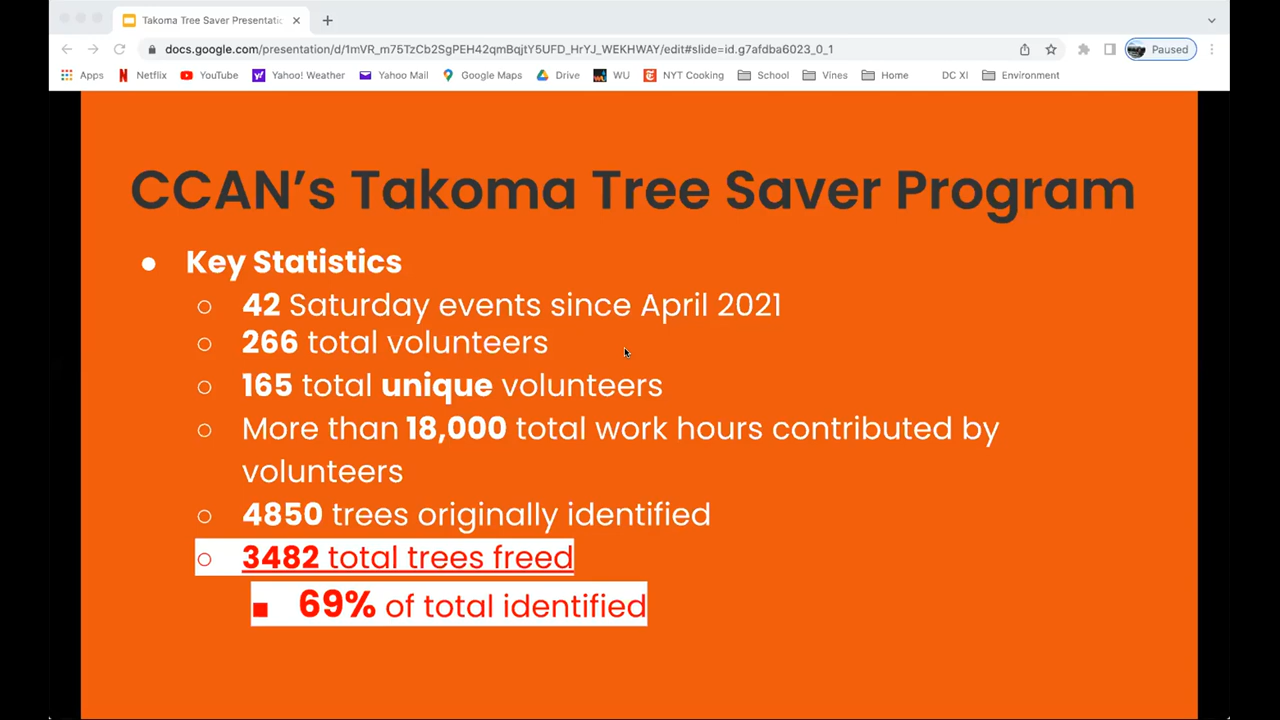 Takoma Tree Saver Presentatic
docs.google.com/presentation/d/1mVR_m75TzCb2SgPEH42qmBqjtY5UFD_HrYJ_WEKHWAY/edit#slide=id.g7afdba6023_0_1
Paused
Apps Netflix YouTube Yahoo! Weather Yahoo Mail Google Maps Drive WU NYT Cooking School Vines Home DC XI Environment
CCAN’s Takoma Tree Saver Program
● Key Statistics
○ 42 Saturday events since April 2021
○ 266 total volunteers
○ 165 total unique volunteers
○ More than 18,000 total work hours contributed by
volunteers
○ 4850 trees originally identified
○ 3482 total trees freed
■ 69% of total identified